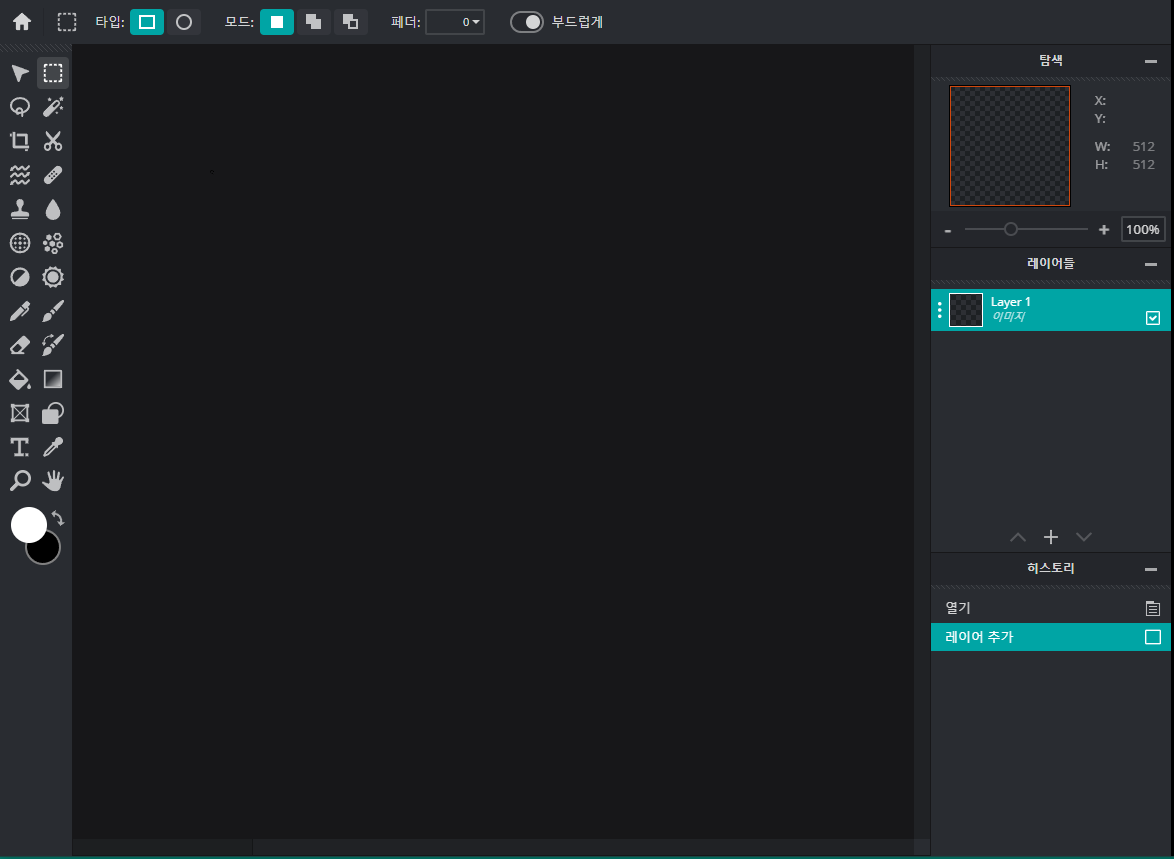 타입: 모드: 페더: 0 부드럽게
탐색
X:
Y:
W: 512
H: 512
- + 100%
레이어들
Layer 1
이미지
히스토리
열기
레이어 추가